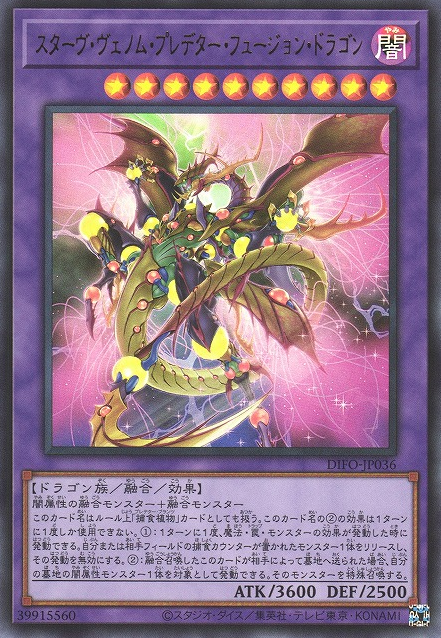 スターヴ・ヴェノム・プレデター・フュージョン・ドラゴン
闇
DIFO-JP036
【ドラゴン族/融合/効果】
闇属性の融合モンスター+融合モンスター
このカード名はルール上「捕食植物」カードとしても扱う。このカード名の②の効果は1ターン
に1度しか使用できない。①:1ターンに1度、魔法・罠・モンスターの効果が発動した時に
発動できる。自分または相手フィールドの捕食カウンターが置かれたモンスター1体をリリースし、
その発動を無効にする。②:融合召喚したこのカードが相手によって墓地へ送られた場合、自分
の墓地の闇属性モンスター1体を対象として発動できる。そのモンスターを特殊召喚する。
ATK/3600 DEF/2500
39915560 ©スタジオ・ダイス/集英社・テレビ東京・KONAMI